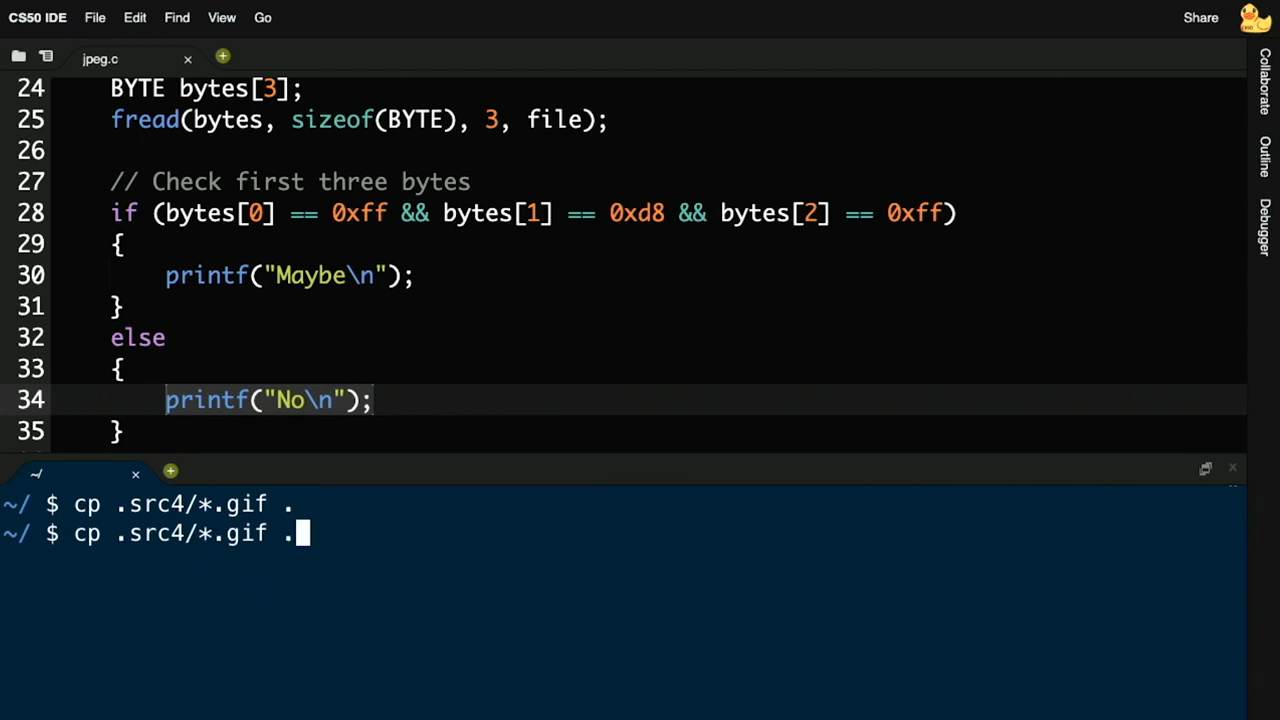 CS50 IDE File Edit Find View Go Share
jpeg.c
24 BYTE bytes[3];
25 fread(bytes, sizeof(BYTE), 3, file);
26
27 // Check first three bytes
28 if (bytes[0] == 0xff && bytes[1] == 0xd8 && bytes[2] == 0xff)
29 {
30 printf("Maybe\n");
31 }
32 else
33 {
34 printf("No\n");
35 }
~/
~/ $ cp .src4/*.gif .
~/ $ cp .src4/*.gif .
Collaborate
Outline
Debugger